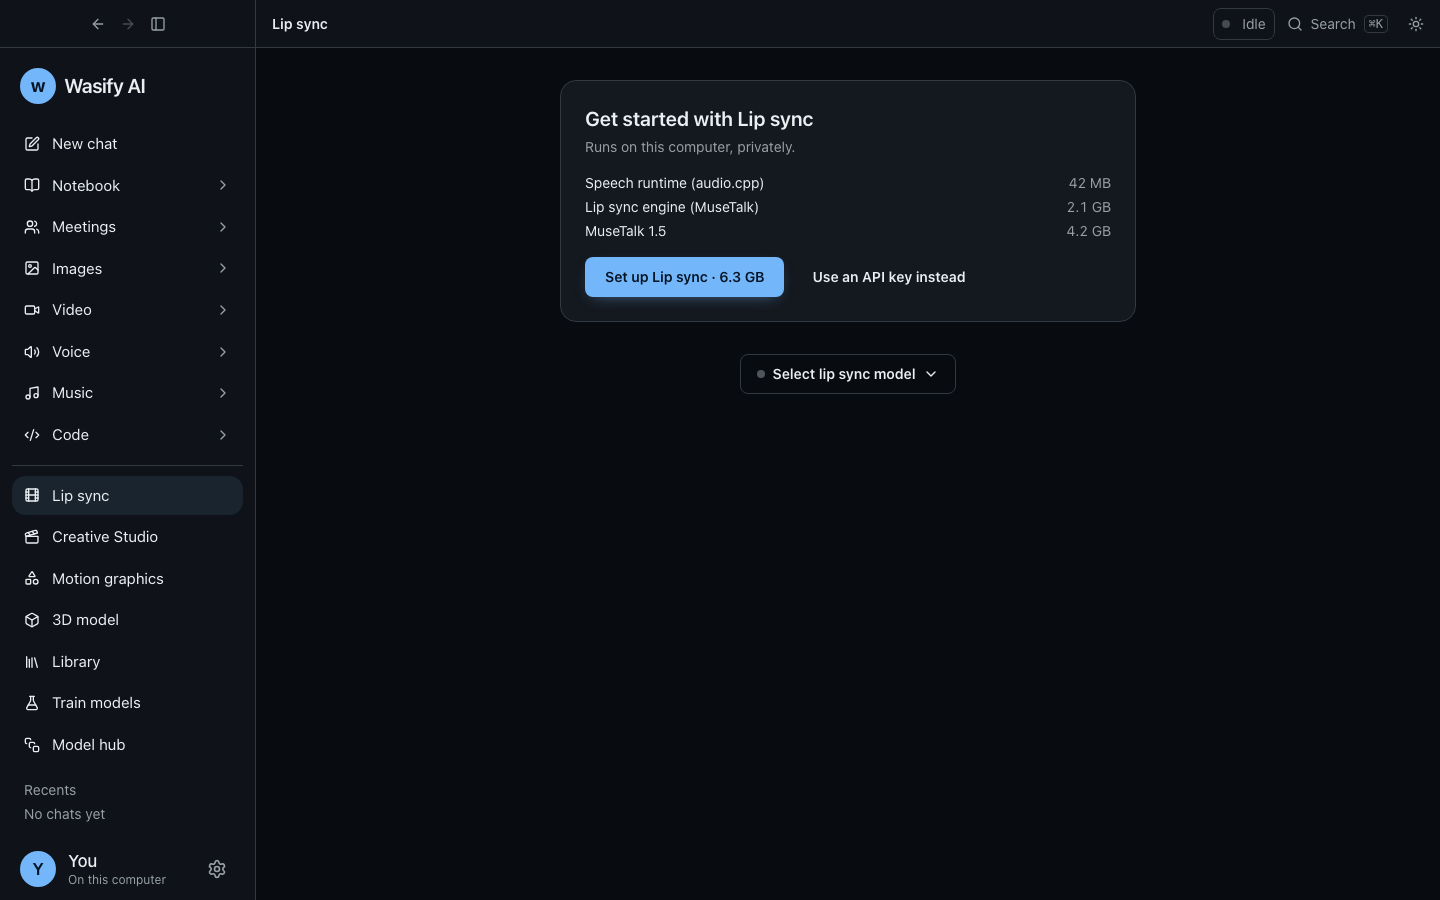 Lip sync
Idle
Search ⌘K
w Wasify AI
New chat
Notebook
Meetings
Images
Video
Voice
Music
Code
Lip sync
Creative Studio
Motion graphics
3D model
Library
Train models
Model hub
Recents
No chats yet
Y You
On this computer
Get started with Lip sync
Runs on this computer, privately.
Speech runtime (audio.cpp) 42 MB
Lip sync engine (MuseTalk) 2.1 GB
MuseTalk 1.5 4.2 GB
Set up Lip sync · 6.3 GB Use an API key instead
Select lip sync model